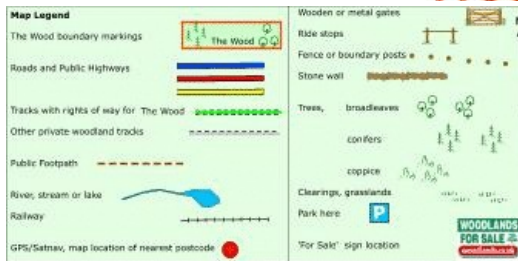 Map Legend
The Wood boundary markings
The Wood
Roads and Public Highways
Tracks with rights of way for The Wood
Other private woodland tracks
Public Footpath
River, stream or lake
Railway
GPS/Satnav, map location of nearest postcode
Wooden or metal gates
Ride stops
Fence or boundary posts
Stone wall
Trees, broadleaves
conifers
coppice
Clearings, grasslands
Park here
P
'For Sale' sign location
WOODLANDS
FOR SALE
woodlands.co.uk